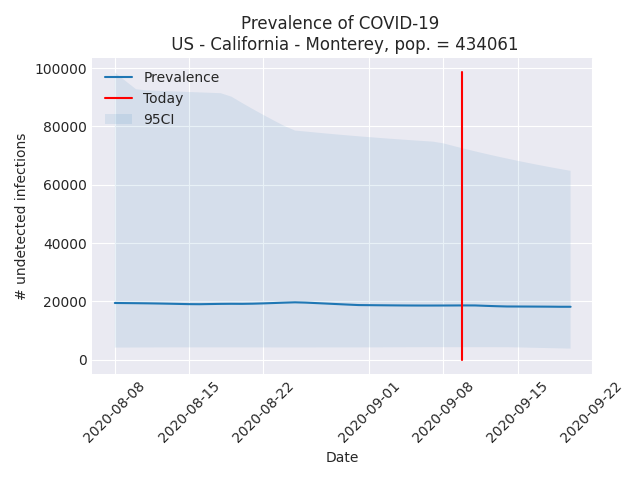 Prevalence of COVID-19
US - California - Monterey, pop. = 434061
100000
80000
60000
40000
20000
0
# undetected infections
Prevalence
Today
95CI
2020-08-08
2020-08-15
2020-08-22
2020-09-01
2020-09-08
2020-09-15
2020-09-22
Date